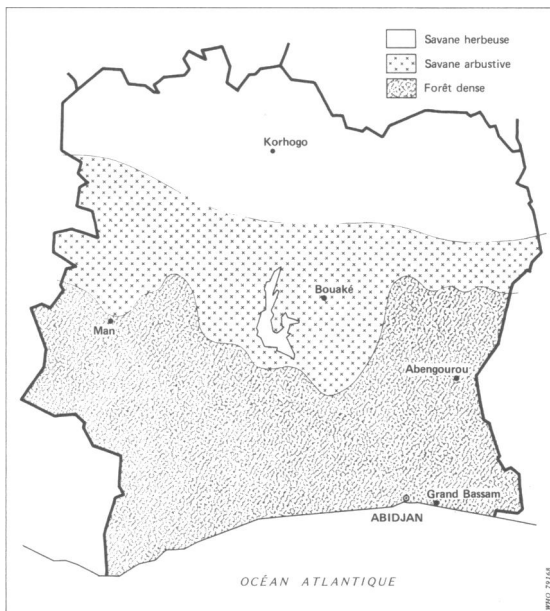 Savane herbeuse
Savane arbustive
Forêt dense
Korhogo
Bouaké
Man
Abengourou
Grand Bassam
ABIDJAN
OCÉAN ATLANTIQUE